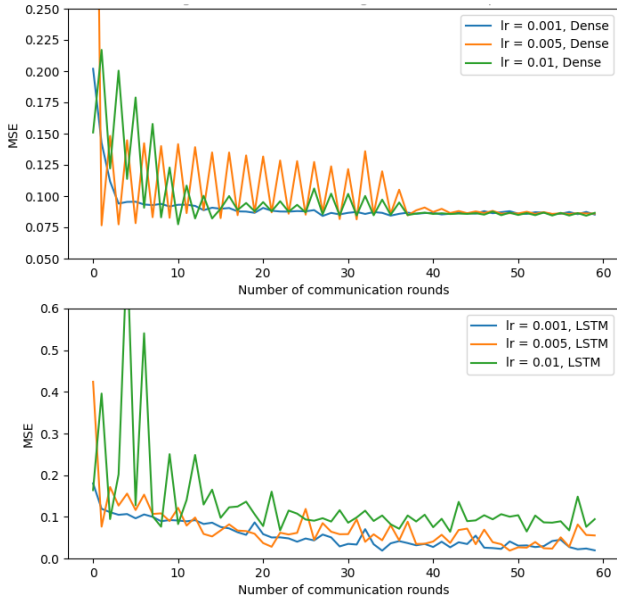 0.250
0.225
0.200
0.175
0.150
0.125
0.100
0.075
0.050
MSE
lr = 0.001, Dense
lr = 0.005, Dense
lr = 0.01, Dense
0 10 20 30 40 50 60
Number of communication rounds
0.6
0.5
0.4
0.3
0.2
0.1
0.0
MSE
lr = 0.001, LSTM
lr = 0.005, LSTM
lr = 0.01, LSTM
0 10 20 30 40 50 60
Number of communication rounds